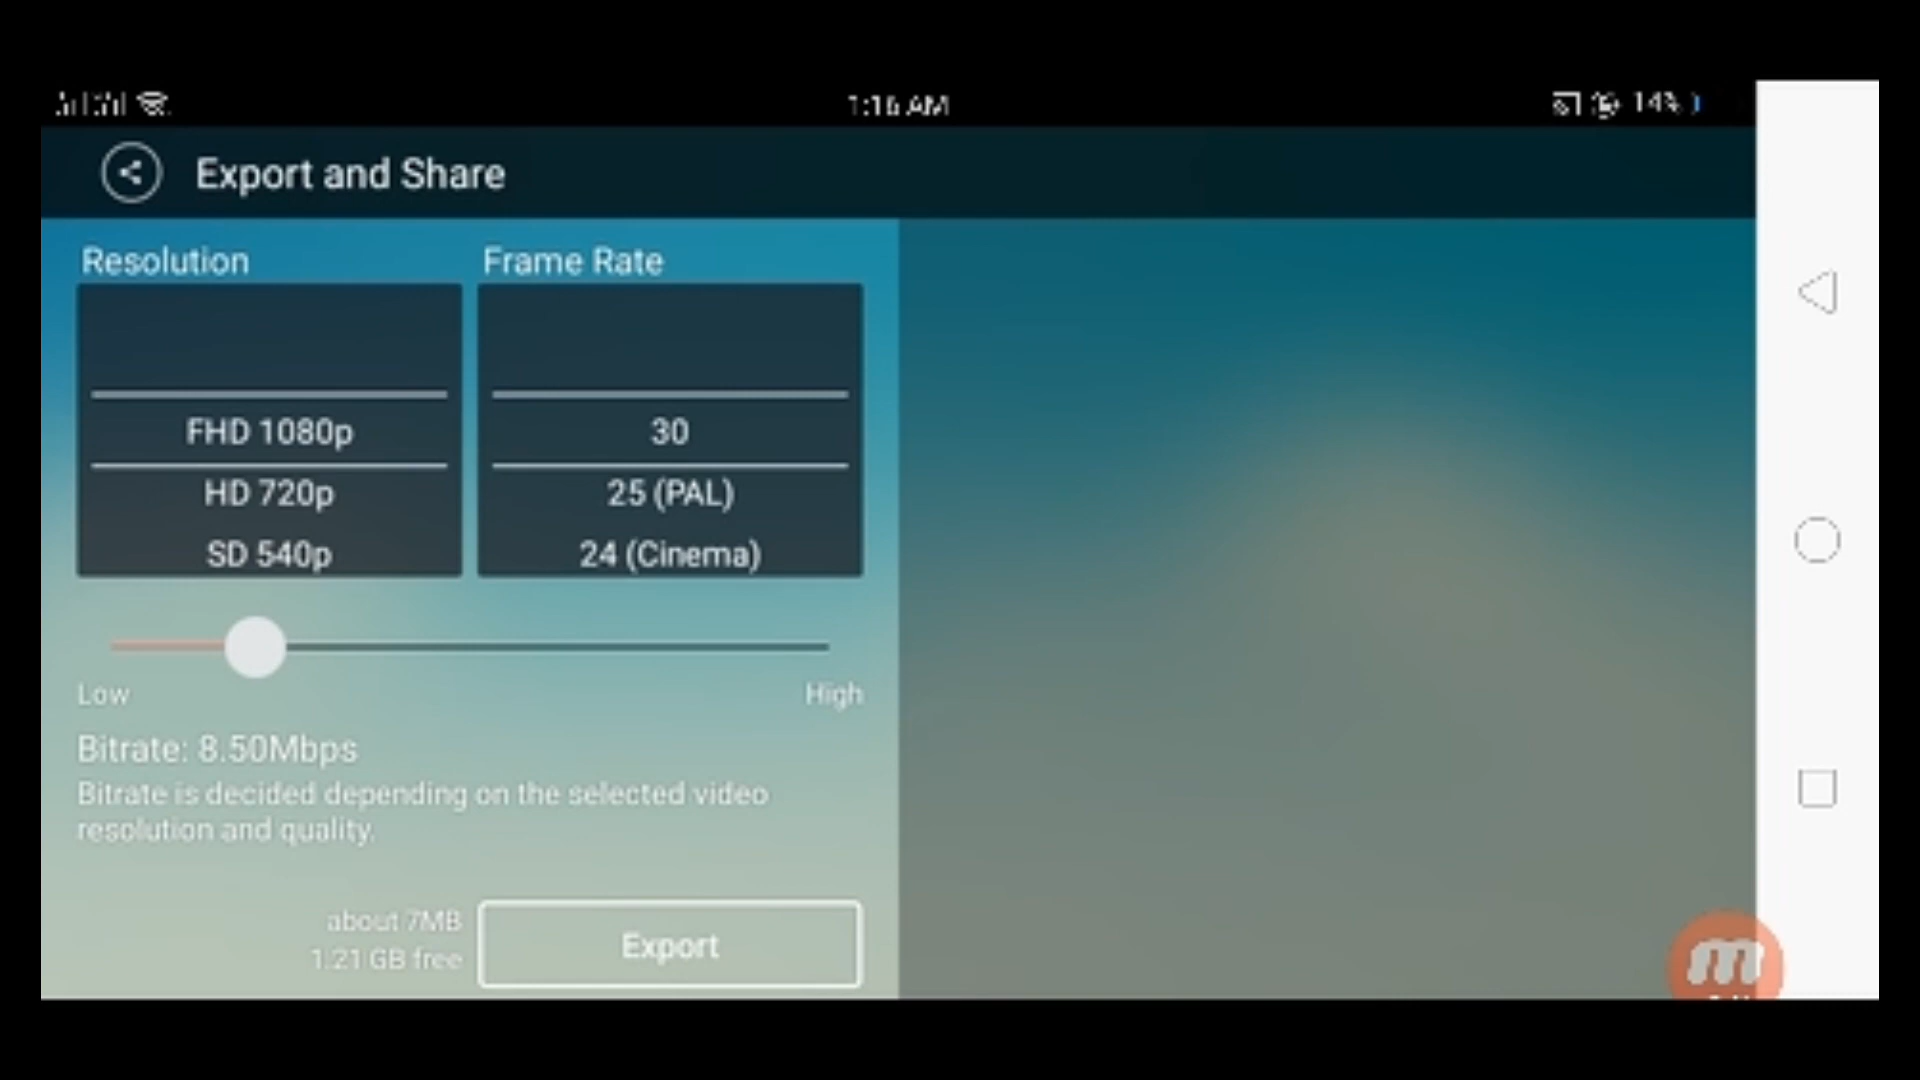 1:16 AM
14%
Export and Share
Resolution
Frame Rate
FHD 1080p
30
HD 720p
25 (PAL)
SD 540p
24 (Cinema)
Low
High
Bitrate: 8.50Mbps
Bitrate is decided depending on the selected video
resolution and quality.
about 7MB
1.21 GB free
Export
m